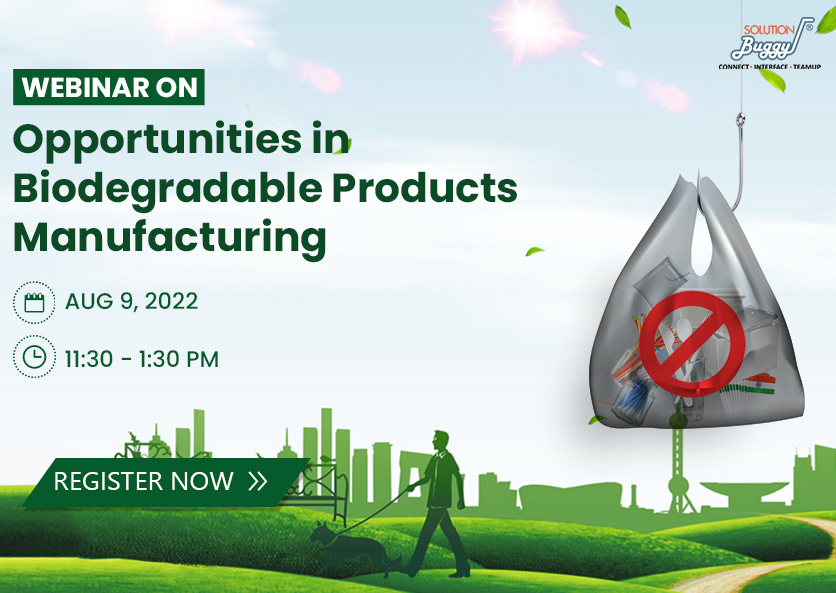 SOLUTION
Buggy®
CONNECT • INTERFACE • TEAMUP
WEBINAR ON
Opportunities in
Biodegradable Products
Manufacturing
AUG 9, 2022
11:30 - 1:30 PM
REGISTER NOW